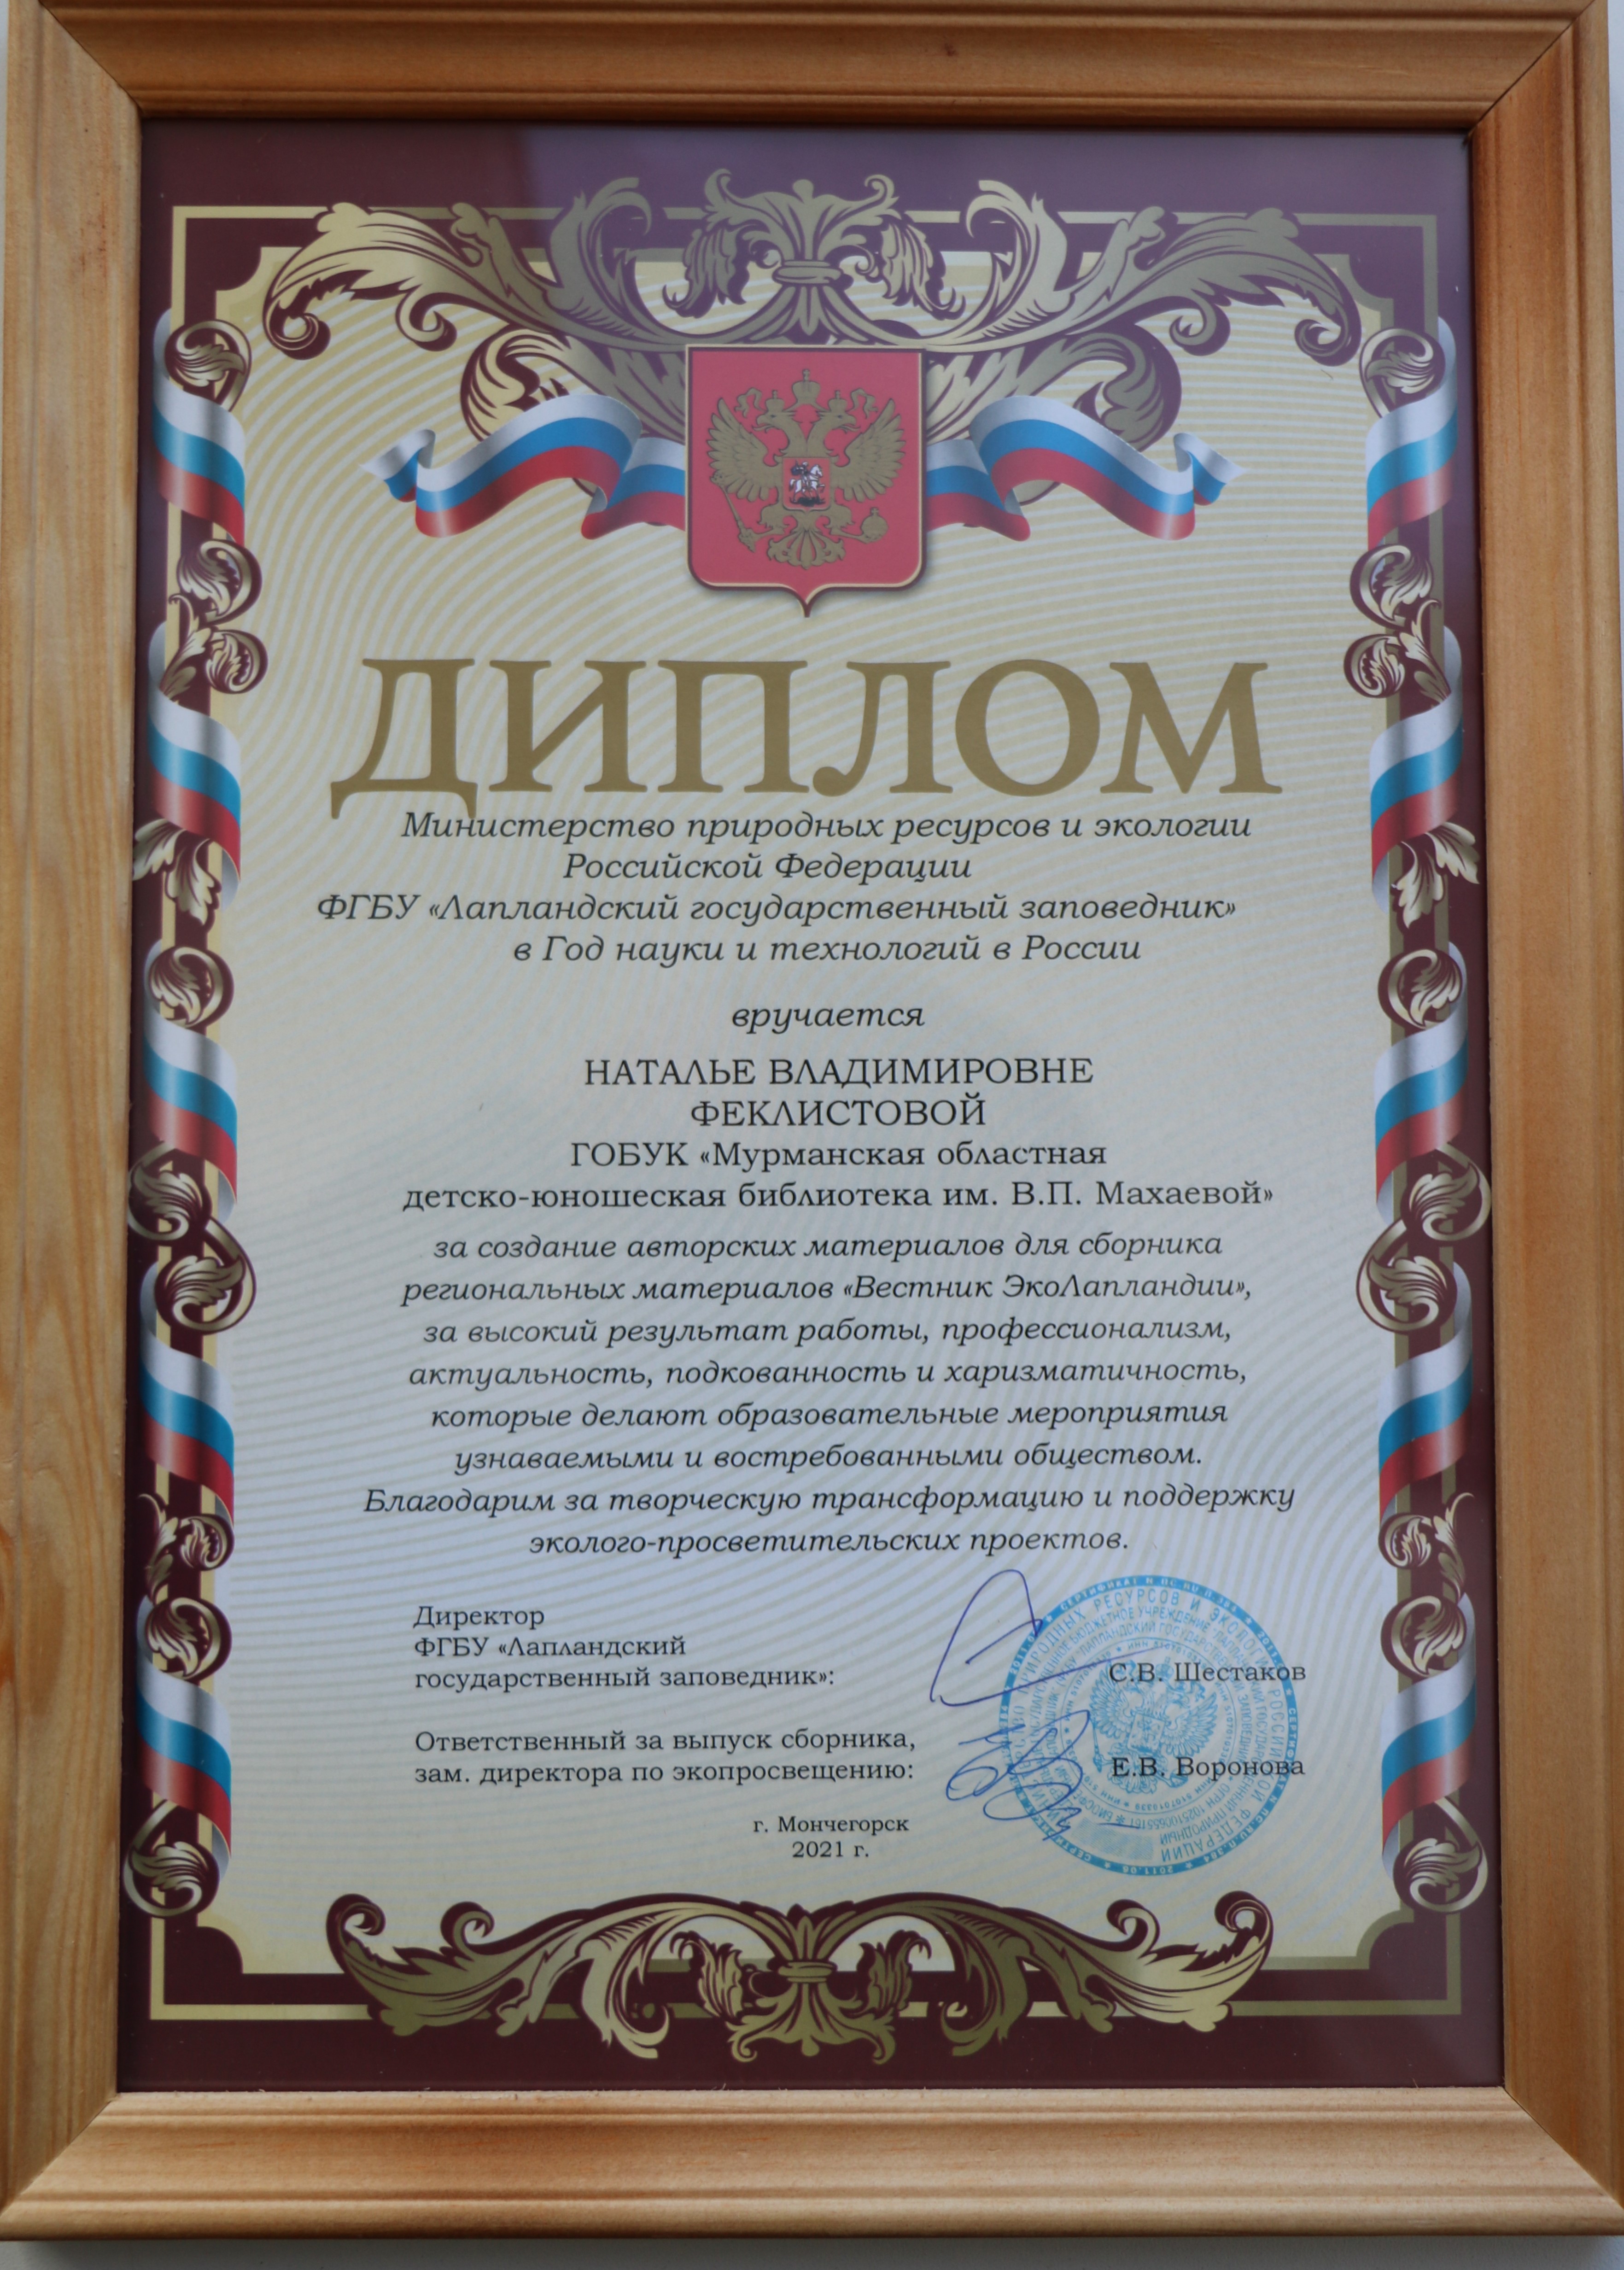 ДИПЛОМ
Министерство природных ресурсов и экологии
Российской Федерации
ФГБУ «Лапландский государственный заповедник»
в Год науки и технологий в России
вручается
НАТАЛЬЕ ВЛАДИМИРОВНЕ
ФЕКЛИСТОВОЙ
ГОБУК «Мурманская областная
детско-юношеская библиотека им. В.П. Махаевой»
за создание авторских материалов для сборника
региональных материалов «Вестник ЭкоЛапландии»,
за высокий результат работы, профессионализм,
актуальность, подкованность и харизматичность,
которые делают образовательные мероприятия
узнаваемыми и востребованными обществом.
Благодарим за творческую трансформацию и поддержку
эколого-просветительских проектов.
Директор
ФГБУ «Лапландский
государственный заповедник»:
С.В. Шестаков
Ответственный за выпуск сборника,
зам. директора по экопросвещению:
Е.В. Воронова
г. Мончегорск
2021 г.